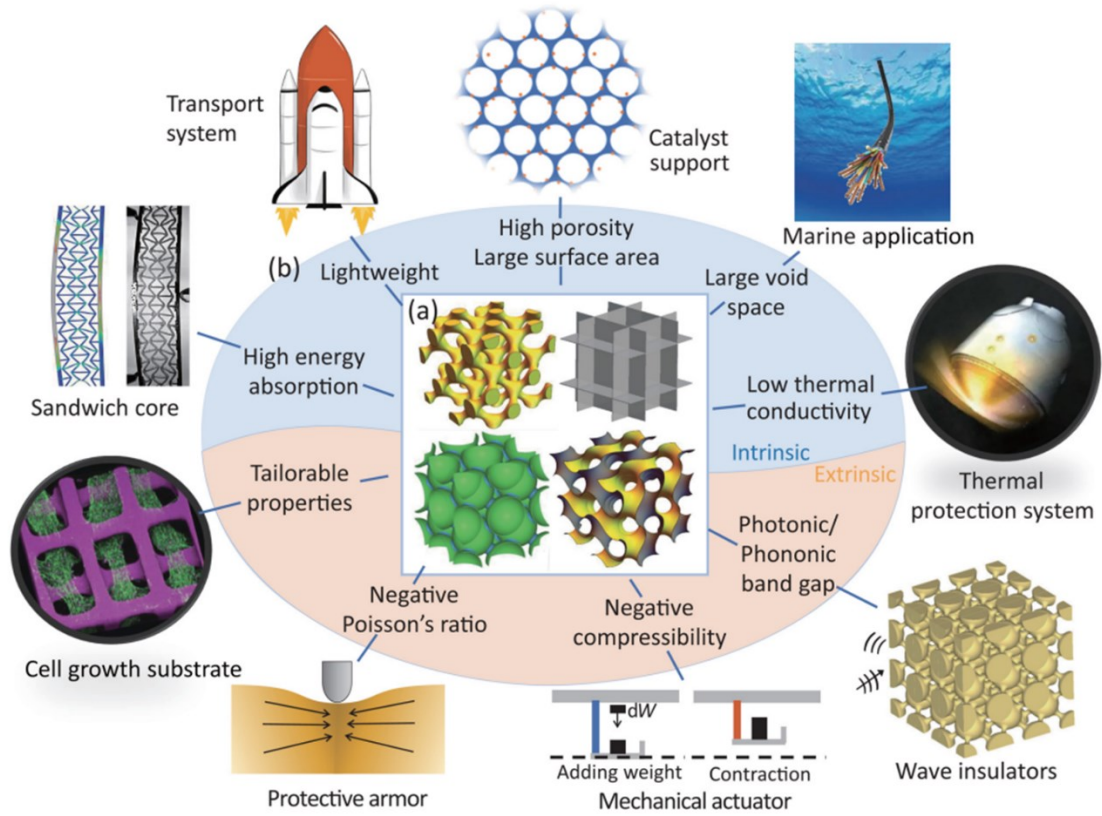 Transport
system
Catalyst
support
Marine application
(b)
Lightweight
High porosity
Large surface area
Large void
space
(a)
High energy
absorption
Sandwich core
Low thermal
conductivity
Intrinsic
Extrinsic
Thermal
protection system
Tailorable
properties
Cell growth substrate
Photonic/
Phononic
band gap
Negative
Poisson’s ratio
Negative
compressibility
dW
Adding weight
Contraction
Protective armor
Mechanical actuator
Wave insulators